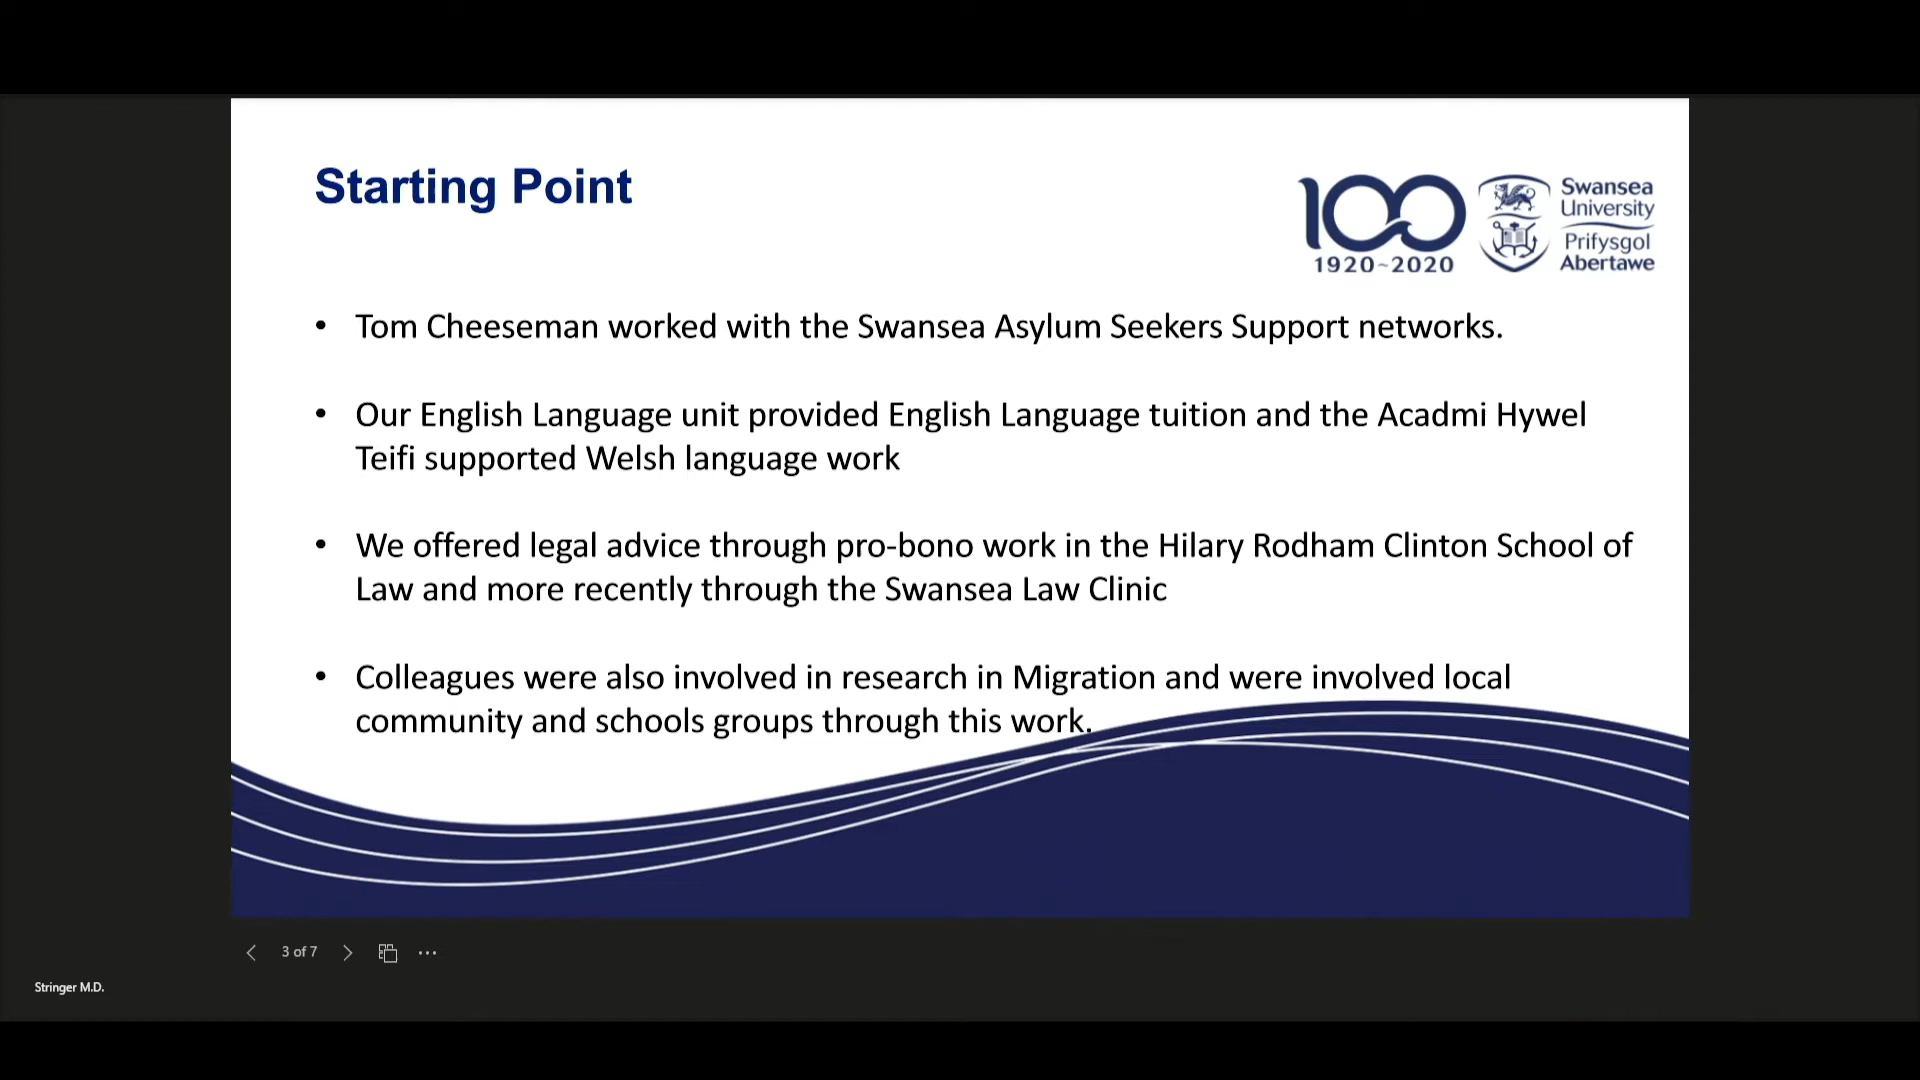 Starting Point
100
1920~2020
Swansea
University
Prifysgol
Abertawe
• Tom Cheeseman worked with the Swansea Asylum Seekers Support networks.
• Our English Language unit provided English Language tuition and the Acadmi Hywel
Teifi supported Welsh language work
• We offered legal advice through pro-bono work in the Hilary Rodham Clinton School of
Law and more recently through the Swansea Law Clinic
• Colleagues were also involved in research in Migration and were involved local
community and schools groups through this work.
3 of 7
Stringer M.D.